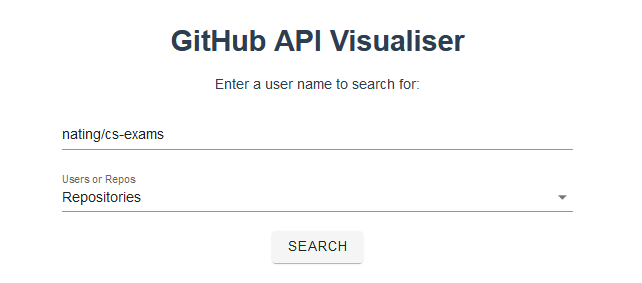 GitHub API Visualiser
Enter a user name to search for:
nating/cs-exams
Users or Repos
Repositories
SEARCH